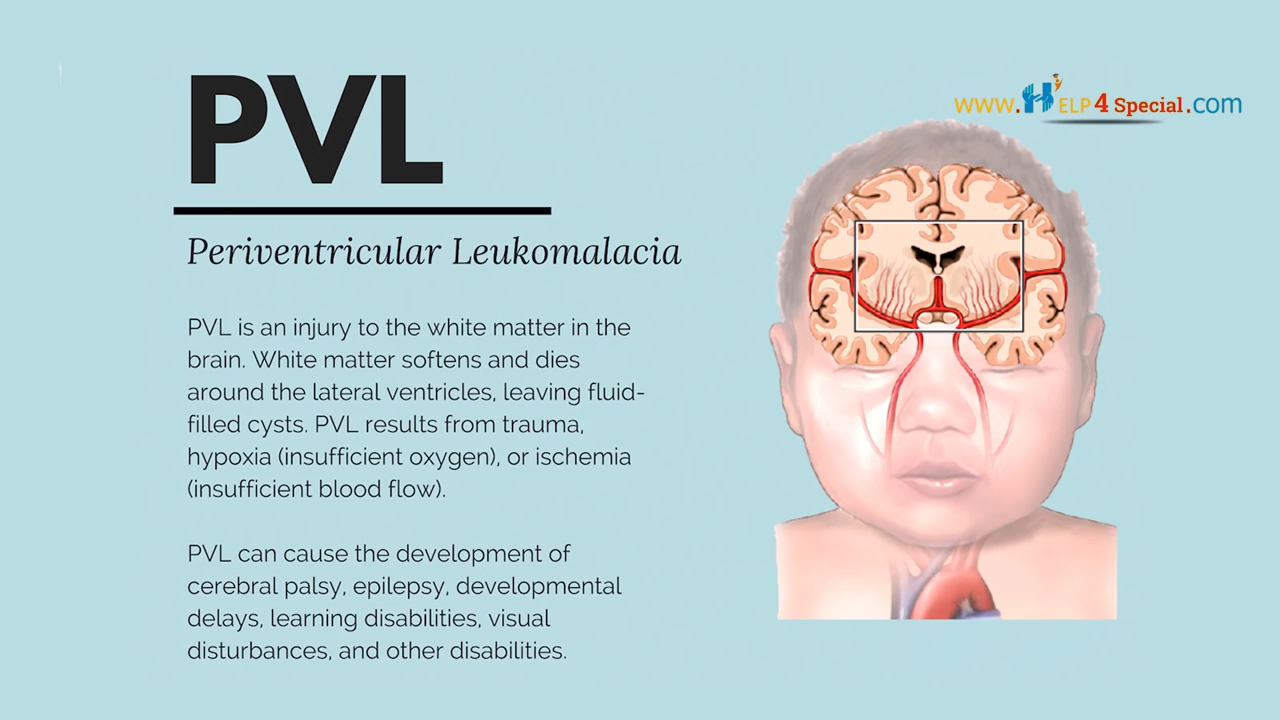 PVL
www.HELP4Special.com
Periventricular Leukomalacia
PVL is an injury to the white matter in the
brain. White matter softens and dies
around the lateral ventricles, leaving fluid-
filled cysts. PVL results from trauma,
hypoxia (insufficient oxygen), or ischemia
(insufficient blood flow).
PVL can cause the development of
cerebral palsy, epilepsy, developmental
delays, learning disabilities, visual
disturbances, and other disabilities.